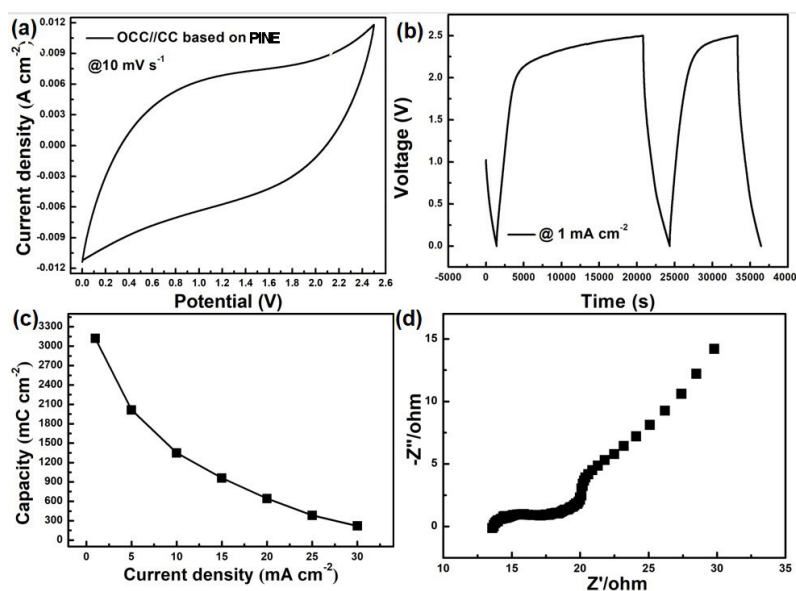 (a)
OCC//CC based on PINE
@10 mV s⁻¹
Current density (A cm⁻²)
0.012
0.009
0.006
0.003
0.000
-0.003
-0.006
-0.009
-0.012
0.0 0.2 0.4 0.6 0.8 1.0 1.2 1.4 1.6 1.8 2.0 2.2 2.4 2.6
Potential (V)
(b)
Voltage (V)
2.5
2.0
1.5
1.0
0.5
0.0
@ 1 mA cm⁻²
-5000 0 5000 10000 15000 20000 25000 30000 35000 4000
Time (s)
(c)
Capacity (mC cm⁻²)
3300
3000
2700
2400
2100
1800
1500
1200
900
600
300
0
0 5 10 15 20 25 30
Current density (mA cm⁻²)
(d)
-Z''/ohm
15
10
5
0
10 15 20 25 30 35
Z'/ohm